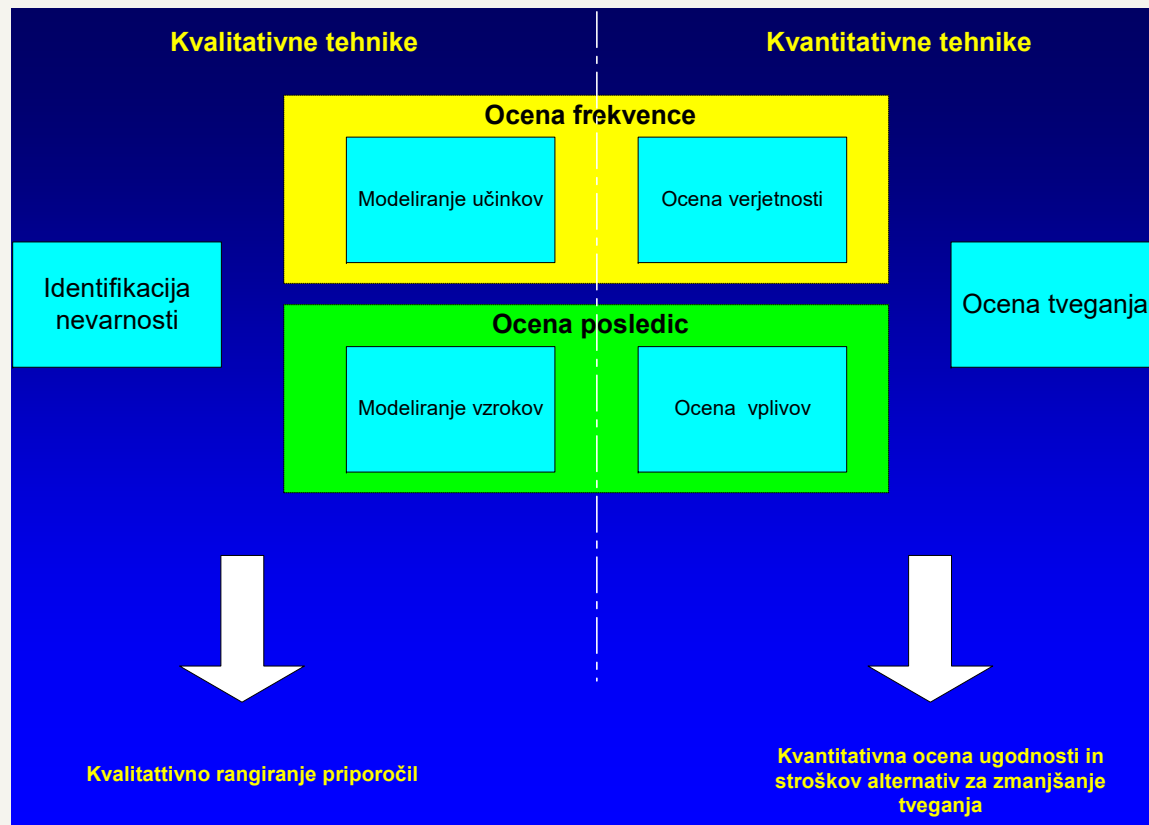 Kvalitativne tehnike
Kvantitativne tehnike
Ocena frekvence
Modeliranje učinkov
Ocena verjetnosti
Identifikacija
nevarnosti
Ocena tveganja
Ocena posledic
Modeliranje vzrokov
Ocena vplivov
Kvalitattivno rangiranje priporočil
Kvantitativna ocena ugodnosti in
stroškov alternativ za zmanjšanje
tveganja